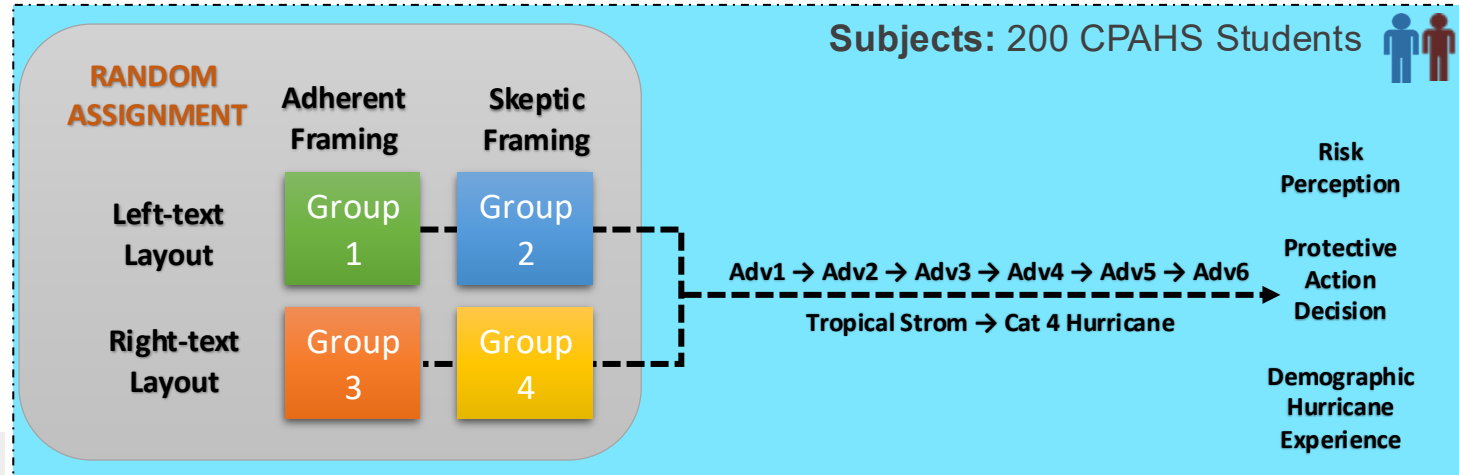 Subjects: 200 CPAHS Students
RANDOM
ASSIGNMENT
Adherent
Framing
Skeptic
Framing
Left-text
Layout
Group
1
Group
2
Right-text
Layout
Group
3
Group
4
Adv1 → Adv2 → Adv3 → Adv4 → Adv5 → Adv6
Tropical Strom → Cat 4 Hurricane
Risk
Perception
Protective
Action
Decision
Demographic
Hurricane
Experience